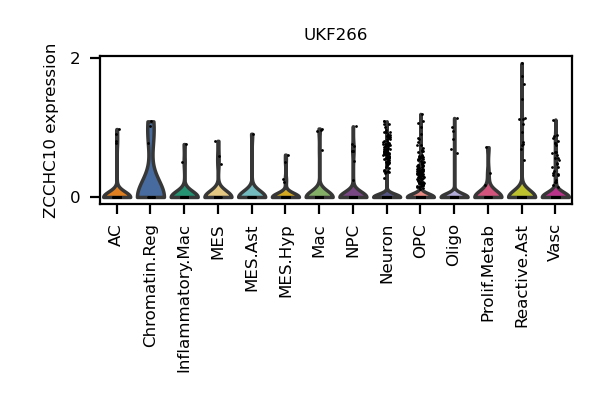 UKF266
ZCCHC10 expression
2
0
AC
Chromatin.Reg
Inflammatory.Mac
MES
MES.Ast
MES.Hyp
Mac
NPC
Neuron
OPC
Oligo
Prolif.Metab
Reactive.Ast
Vasc